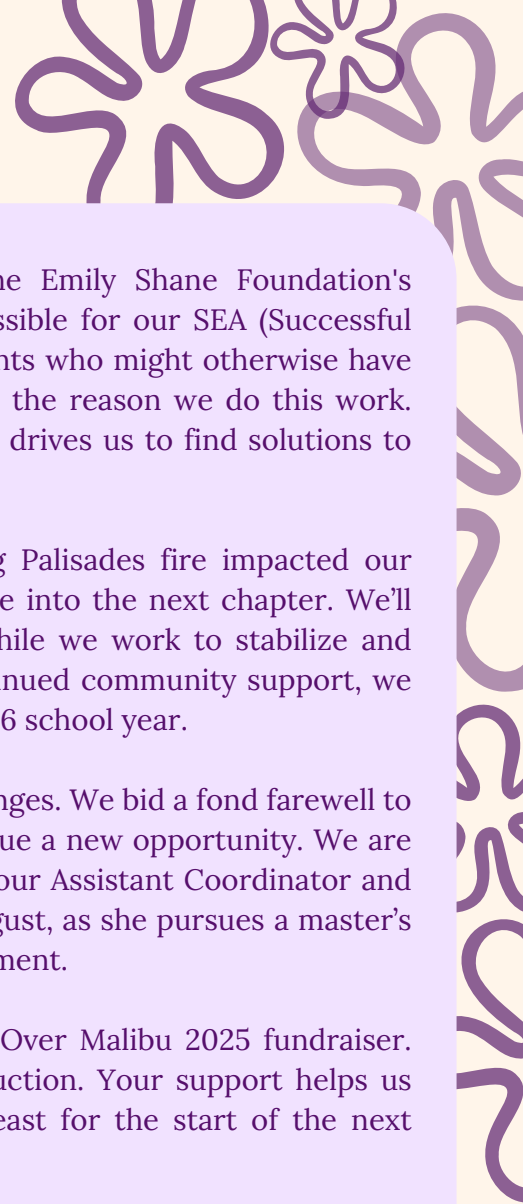 ne Emily Shane Foundation's
ssible for our SEA (Successful
nts who might otherwise have
the reason we do this work.
drives us to find solutions to
g Palisades fire impacted our
e into the next chapter. We’ll
hile we work to stabilize and
nued community support, we
6 school year.
nges. We bid a fond farewell to
ue a new opportunity. We are
our Assistant Coordinator and
gust, as she pursues a master’s
ment.
Over Malibu 2025 fundraiser.
uction. Your support helps us
east for the start of the next